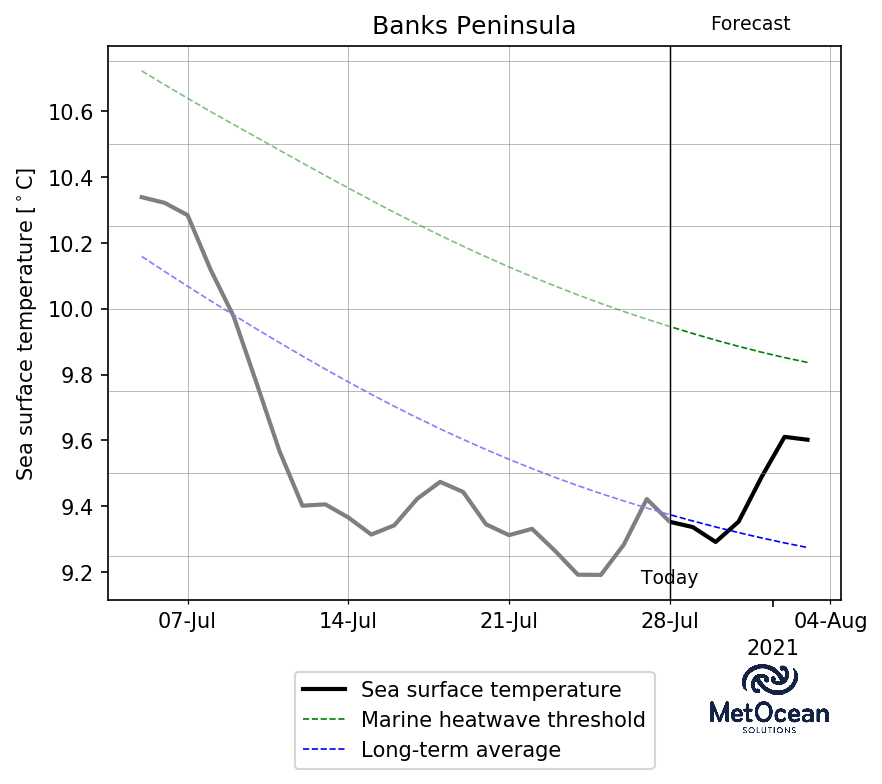 Banks Peninsula
Forecast
Sea surface temperature [°C]
10.6
10.4
10.2
10.0
9.8
9.6
9.4
9.2
Today
07-Jul
14-Jul
21-Jul
28-Jul
04-Aug
2021
Sea surface temperature
Marine heatwave threshold
Long-term average
MetOcean
SOLUTIONS